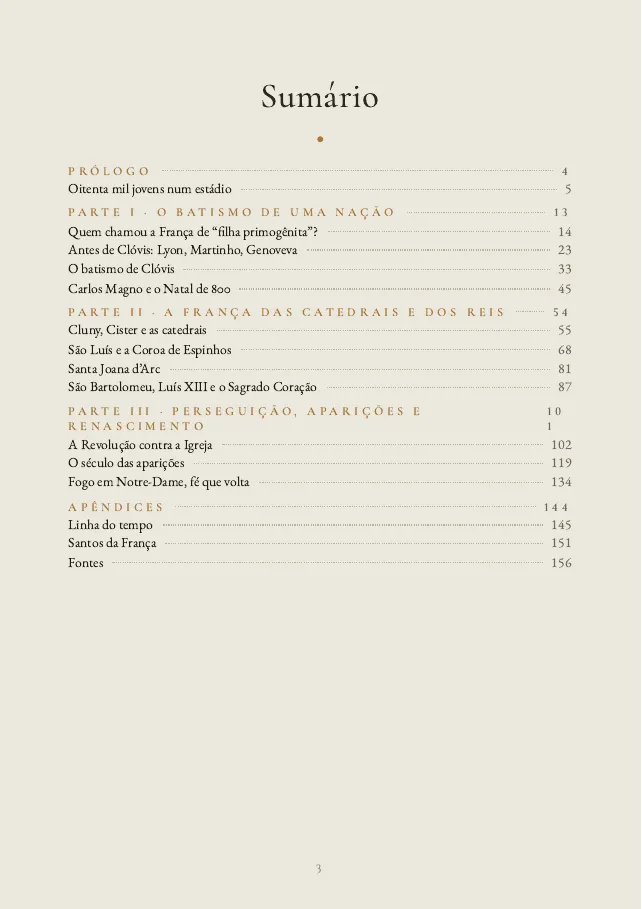 Sumário
PRÓLOGO 4
Oitenta mil jovens num estádio 5
PARTE I · O BATISMO DE UMA NAÇÃO 13
Quem chamou a França de “filha primogênita”? 14
Antes de Clóvis: Lyon, Martinho, Genoveva 23
O batismo de Clóvis 33
Carlos Magno e o Natal de 800 45
PARTE II · A FRANÇA DAS CATEDRAIS E DOS REIS 54
Cluny, Cister e as catedrais 55
São Luís e a Coroa de Espinhos 68
Santa Joana d’Arc 81
São Bartolomeu, Luís XIII e o Sagrado Coração 87
PARTE III · PERSEGUIÇÃO, APARIÇÕES E 10
RENASCIMENTO 1
A Revolução contra a Igreja 102
O século das aparições 119
Fogo em Notre-Dame, fé que volta 134
APÊNDICES 144
Linha do tempo 145
Santos da França 151
Fontes 156
3